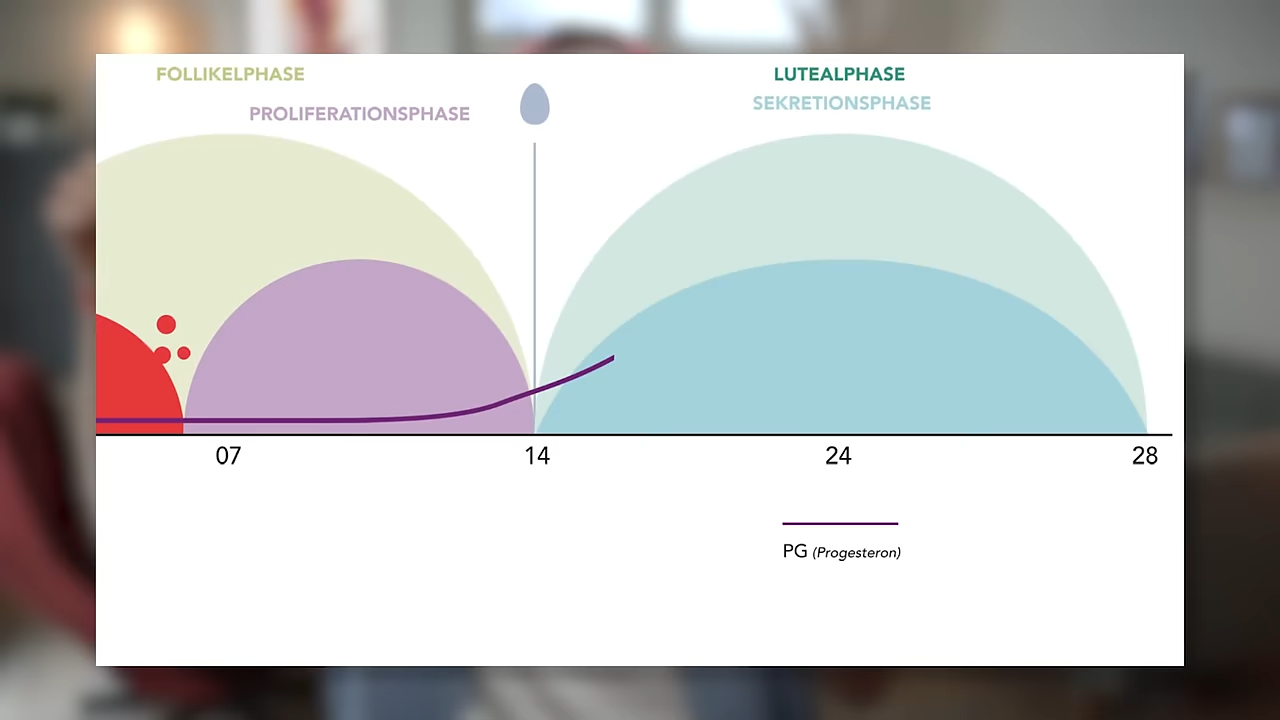 FOLLIKELPHASE
PROLIFERATIONSPHASE
LUTEALPHASE
SEKRETIONSPHASE
07
14
24
28
PG (Progesteron)